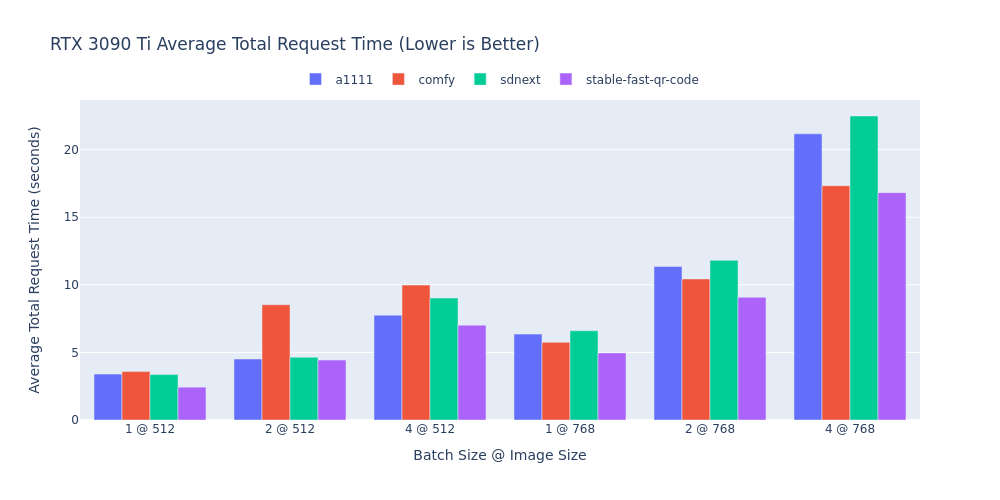 RTX 3090 Ti Average Total Request Time (Lower is Better)
a1111 comfy sdnext stable-fast-qr-code
Average Total Request Time (seconds)
20
15
10
5
0
1 @ 512 2 @ 512 4 @ 512 1 @ 768 2 @ 768 4 @ 768
Batch Size @ Image Size